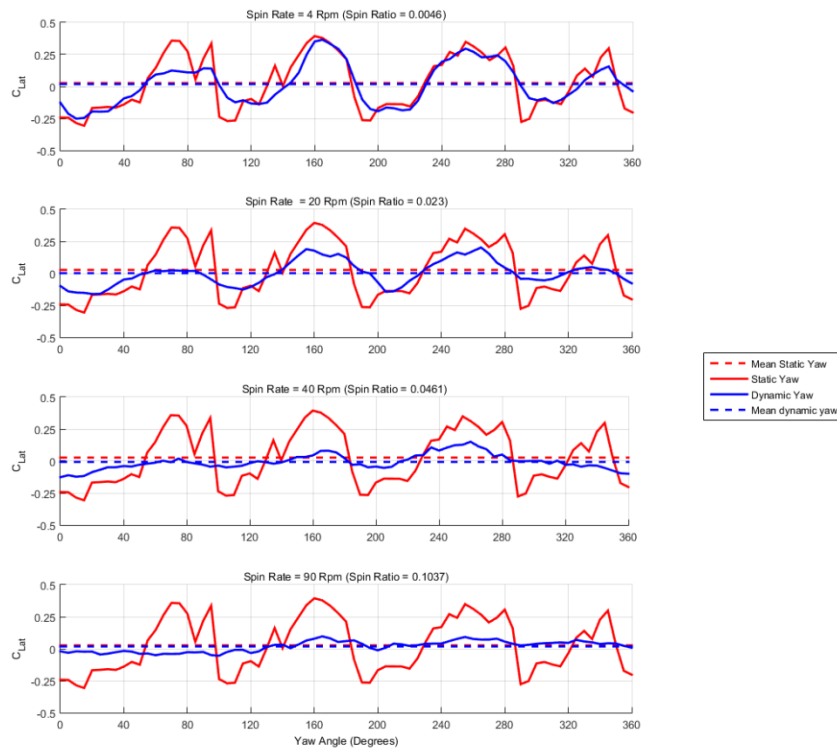 Spin Rate = 4 Rpm (Spin Ratio = 0.0046)
0.5
0.25
0
-0.25
-0.5
C_Lat
0 40 80 120 160 200 240 280 320 360
Spin Rate  = 20 Rpm (Spin Ratio = 0.023)
0.5
0.25
0
-0.25
-0.5
C_Lat
0 40 80 120 160 200 240 280 320 360
Mean Static Yaw
Static Yaw
Dynamic Yaw
Mean dynamic yaw
Spin Rate = 40 Rpm (Spin Ratio = 0.0461)
0.5
0.25
0
-0.25
-0.5
C_Lat
0 40 80 120 160 200 240 280 320 360
Spin Rate = 90 Rpm (Spin Ratio = 0.1037)
0.5
0.25
0
-0.25
-0.5
C_Lat
0 40 80 120 160 200 240 280 320 360
Yaw Angle (Degrees)